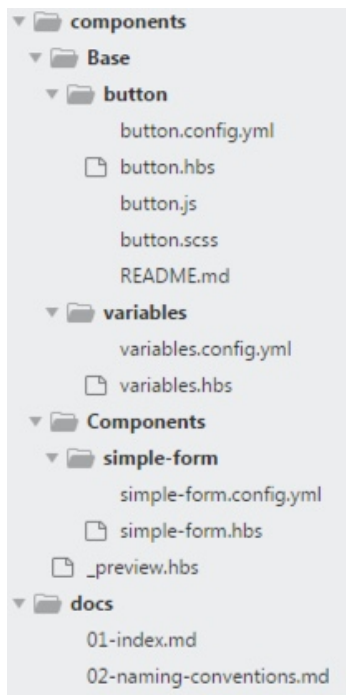 components
Base
button
button.config.yml
button.hbs
button.js
button.scss
README.md
variables
variables.config.yml
variables.hbs
Components
simple-form
simple-form.config.yml
simple-form.hbs
_preview.hbs
docs
01-index.md
02-naming-conventions.md